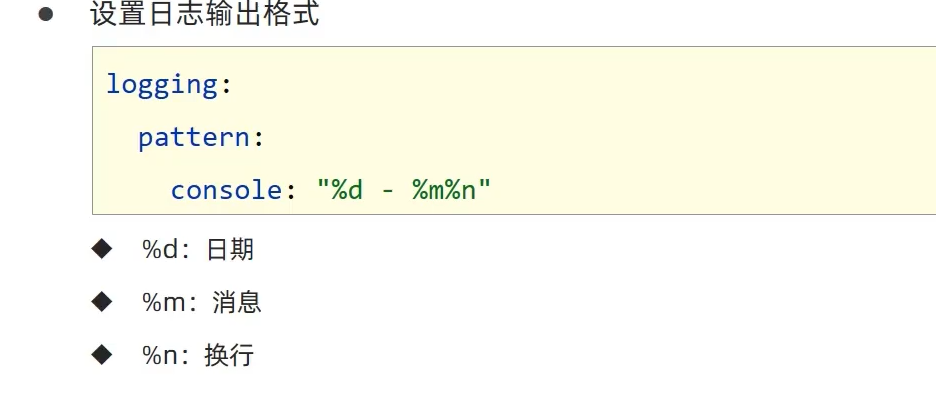 ● 设置日志输出格式
logging:
  pattern:
    console: "%d - %m%n"
◆ %d：日期
◆ %m：消息
◆ %n：换行